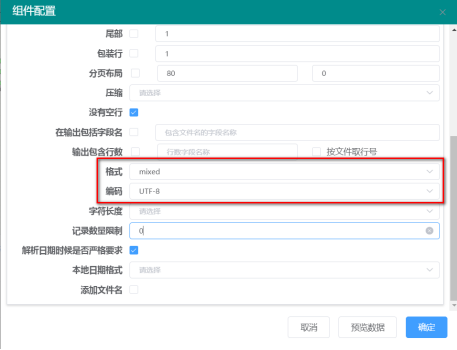 组件配置
尾部 1
包装行 1
分页布局 80 0
压缩 请选择
没有空行
在输出包括字段名 包含文件名的字段名称
输出包含行数 行数字段名称 按文件取行号
格式 mixed
编码 UTF-8
字符长度 请选择
记录数量限制 0
解析日期时候是否严格要求
本地日期格式 请选择
添加文件名
取消 预览数据 确定